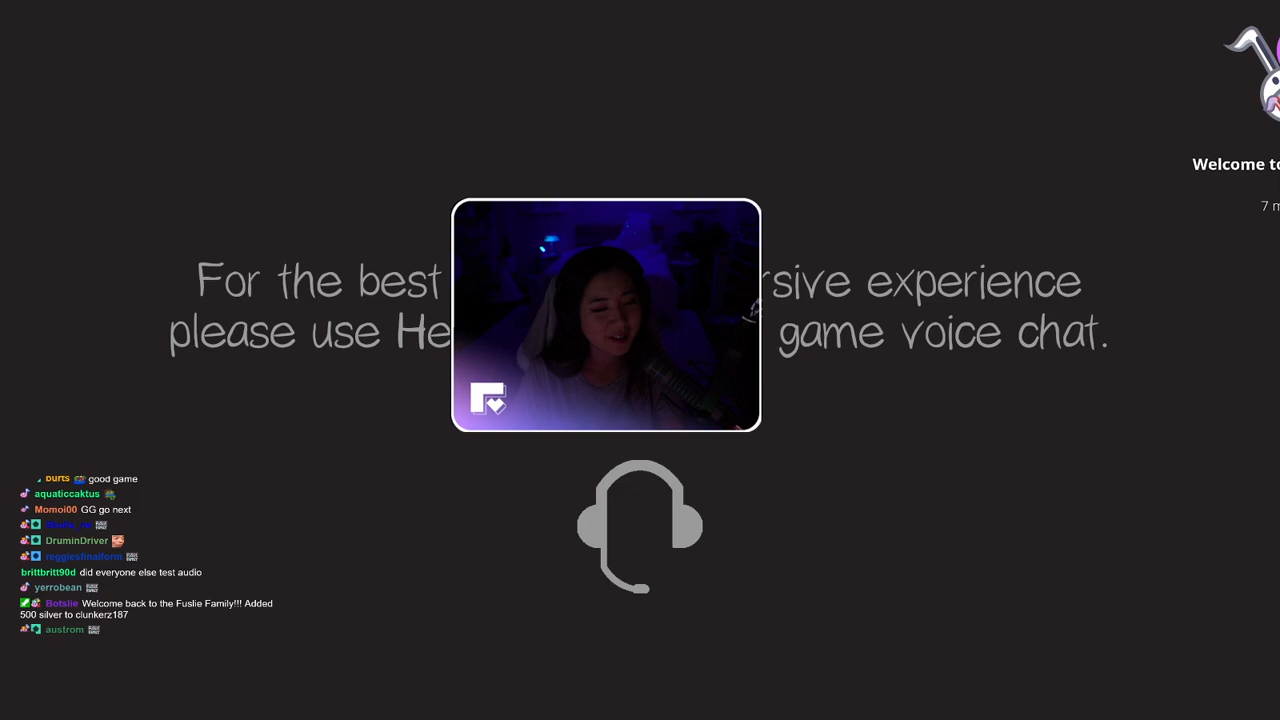 Welcome to
7 m
For the best rsive experience
please use He game voice chat.
burts good game
aquaticcaktus
Momoi00 GG go next
DruminDriver
reggiesfinalform
brittbritt90d did everyone else test audio
yerrobean
Botslie Welcome back to the Fuslie Family!!! Added
500 silver to clunkerz187
austrom